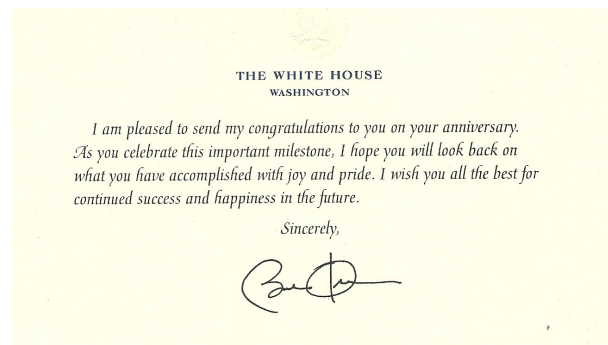 THE WHITE HOUSE
WASHINGTON
I am pleased to send my congratulations to you on your anniversary.
As you celebrate this important milestone, I hope you will look back on
what you have accomplished with joy and pride. I wish you all the best for
continued success and happiness in the future.
Sincerely,